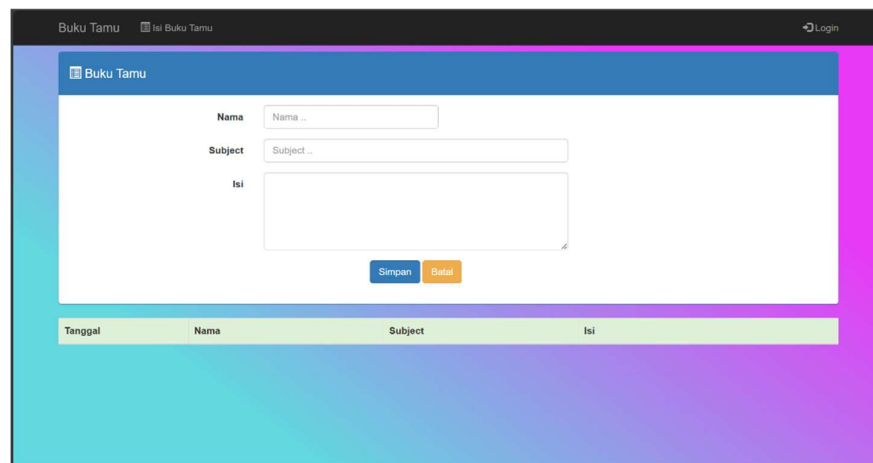 Buku Tamu Isi Buku Tamu Login
Buku Tamu
Nama Nama ..
Subject Subject ..
Isi
Simpan Batal
Tanggal Nama Subject Isi